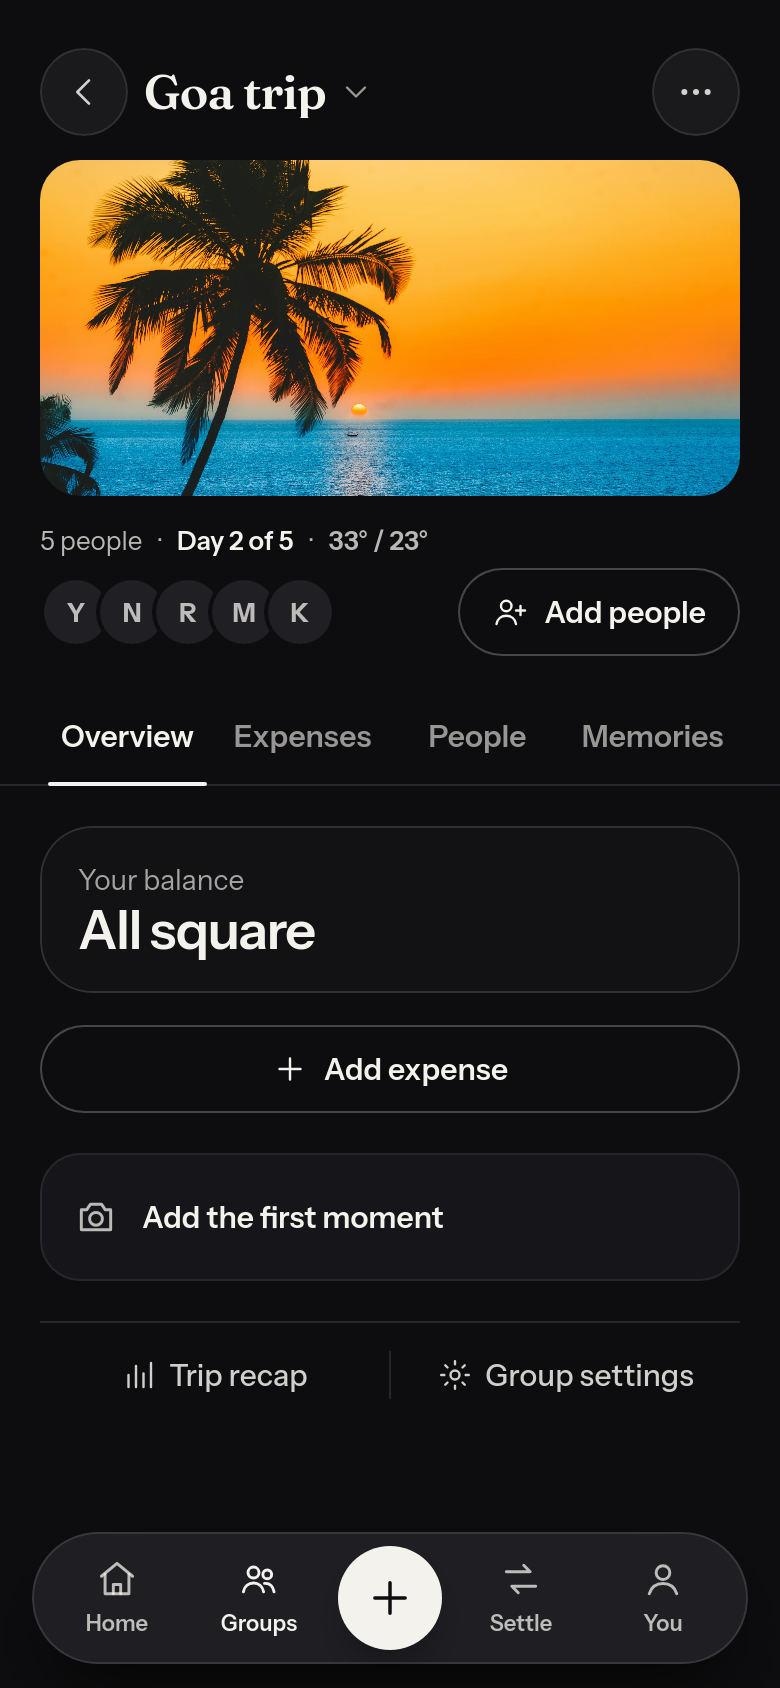 Goa trip
5 people · Day 2 of 5 · 33° / 23°
Y N R M K
Add people
Overview Expenses People Memories
Your balance
All square
Add expense
Add the first moment
Trip recap Group settings
Home Groups Settle You